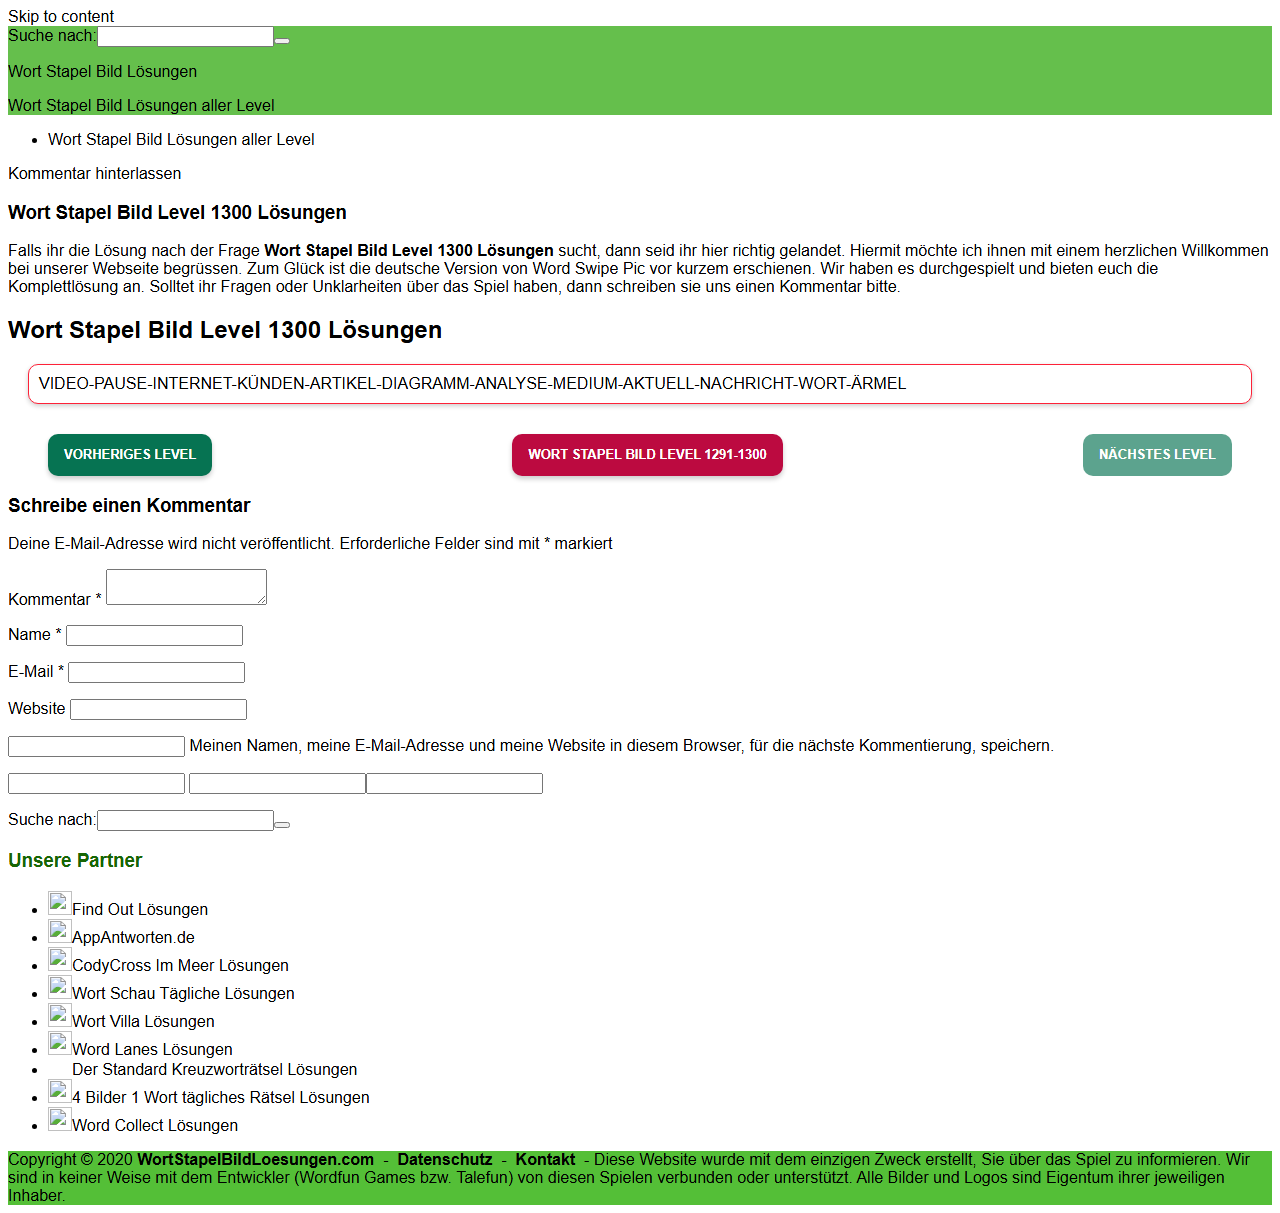 Skip to content
Suche nach:
Wort Stapel Bild Lösungen
Wort Stapel Bild Lösungen aller Level
Wort Stapel Bild Lösungen aller Level
Kommentar hinterlassen
Wort Stapel Bild Level 1300 Lösungen
Falls ihr die Lösung nach der Frage Wort Stapel Bild Level 1300 Lösungen sucht, dann seid ihr hier richtig gelandet. Hiermit möchte ich ihnen mit einem herzlichen Willkommen
bei unserer Webseite begrüssen. Zum Glück ist die deutsche Version von Word Swipe Pic vor kurzem erschienen. Wir haben es durchgespielt und bieten euch die
Komplettlösung an. Solltet ihr Fragen oder Unklarheiten über das Spiel haben, dann schreiben sie uns einen Kommentar bitte.
Wort Stapel Bild Level 1300 Lösungen
VIDEO-PAUSE-INTERNET-KÜNDEN-ARTIKEL-DIAGRAMM-ANALYSE-MEDIUM-AKTUELL-NACHRICHT-WORT-ÄRMEL
VORHERIGES LEVEL WORT STAPEL BILD LEVEL 1291-1300 NÄCHSTES LEVEL
Schreibe einen Kommentar
Deine E-Mail-Adresse wird nicht veröffentlicht. Erforderliche Felder sind mit * markiert
Kommentar *
Name *
E-Mail *
Website
Meinen Namen, meine E-Mail-Adresse und meine Website in diesem Browser, für die nächste Kommentierung, speichern.
Suche nach:
Unsere Partner
Find Out Lösungen
AppAntworten.de
CodyCross Im Meer Lösungen
Wort Schau Tägliche Lösungen
Wort Villa Lösungen
Word Lanes Lösungen
Der Standard Kreuzworträtsel Lösungen
4 Bilder 1 Wort tägliches Rätsel Lösungen
Word Collect Lösungen
Copyright © 2020 WortStapelBildLoesungen.com - Datenschutz - Kontakt - Diese Website wurde mit dem einzigen Zweck erstellt, Sie über das Spiel zu informieren. Wir
sind in keiner Weise mit dem Entwickler (Wordfun Games bzw. Talefun) von diesen Spielen verbunden oder unterstützt. Alle Bilder und Logos sind Eigentum ihrer jeweiligen
Inhaber.